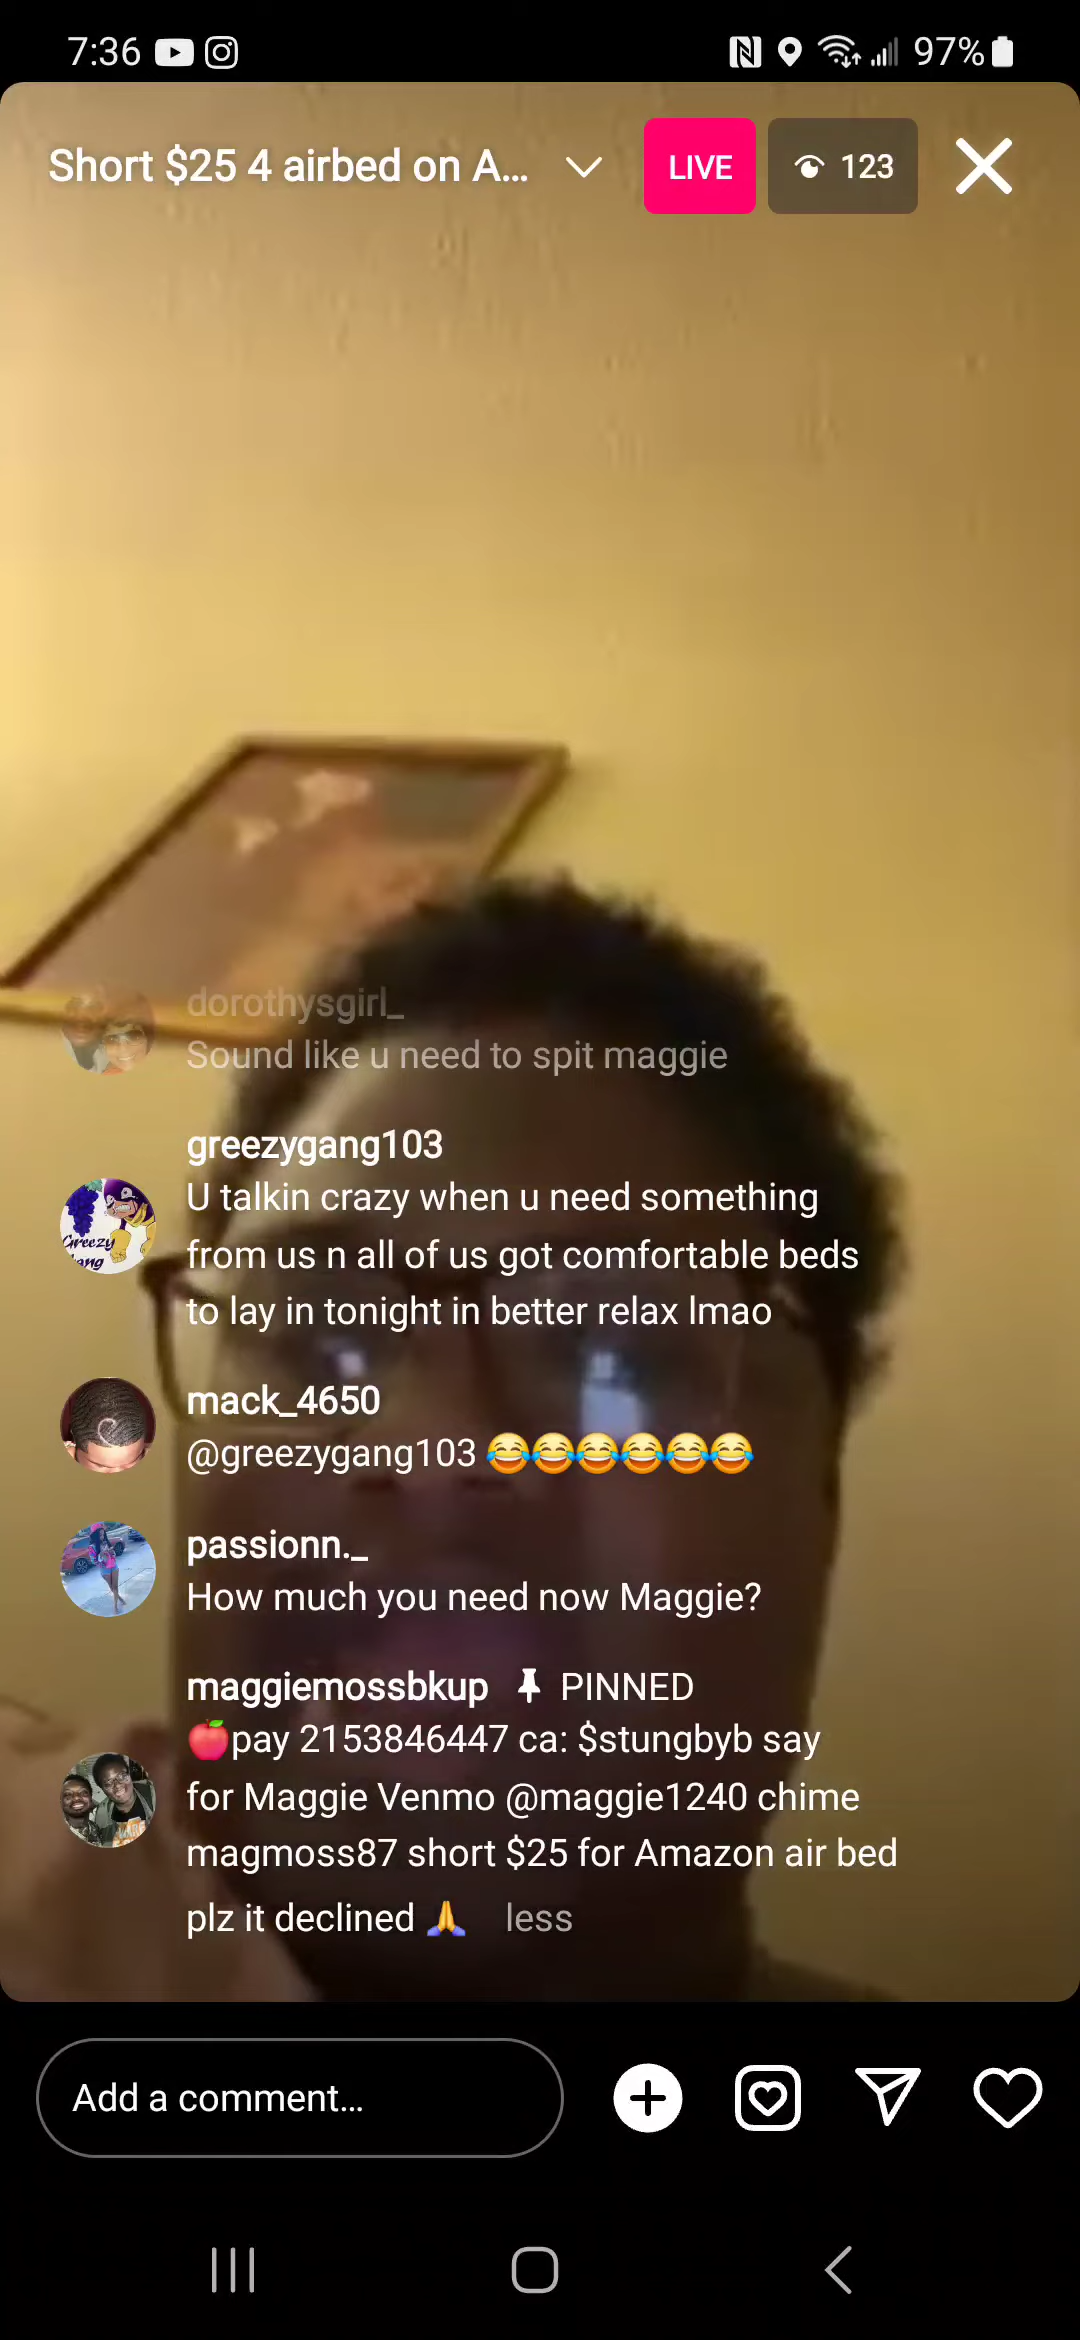 7:36
97%
Short $25 4 airbed on A...
LIVE
123
dorothysgirl_
Sound like u need to spit maggie
greezygang103
U talkin crazy when u need something
from us n all of us got comfortable beds
to lay in tonight in better relax lmao
Greezy
mack_4650
@greezygang103 😂😂😂😂😂😂
passionn._
How much you need now Maggie?
maggiemossbkup 📌 PINNED
🍎pay 2153846447 ca: $stungbyb say
for Maggie Venmo @maggie1240 chime
magmoss87 short $25 for Amazon air bed
plz it declined 🙏 less
Add a comment...